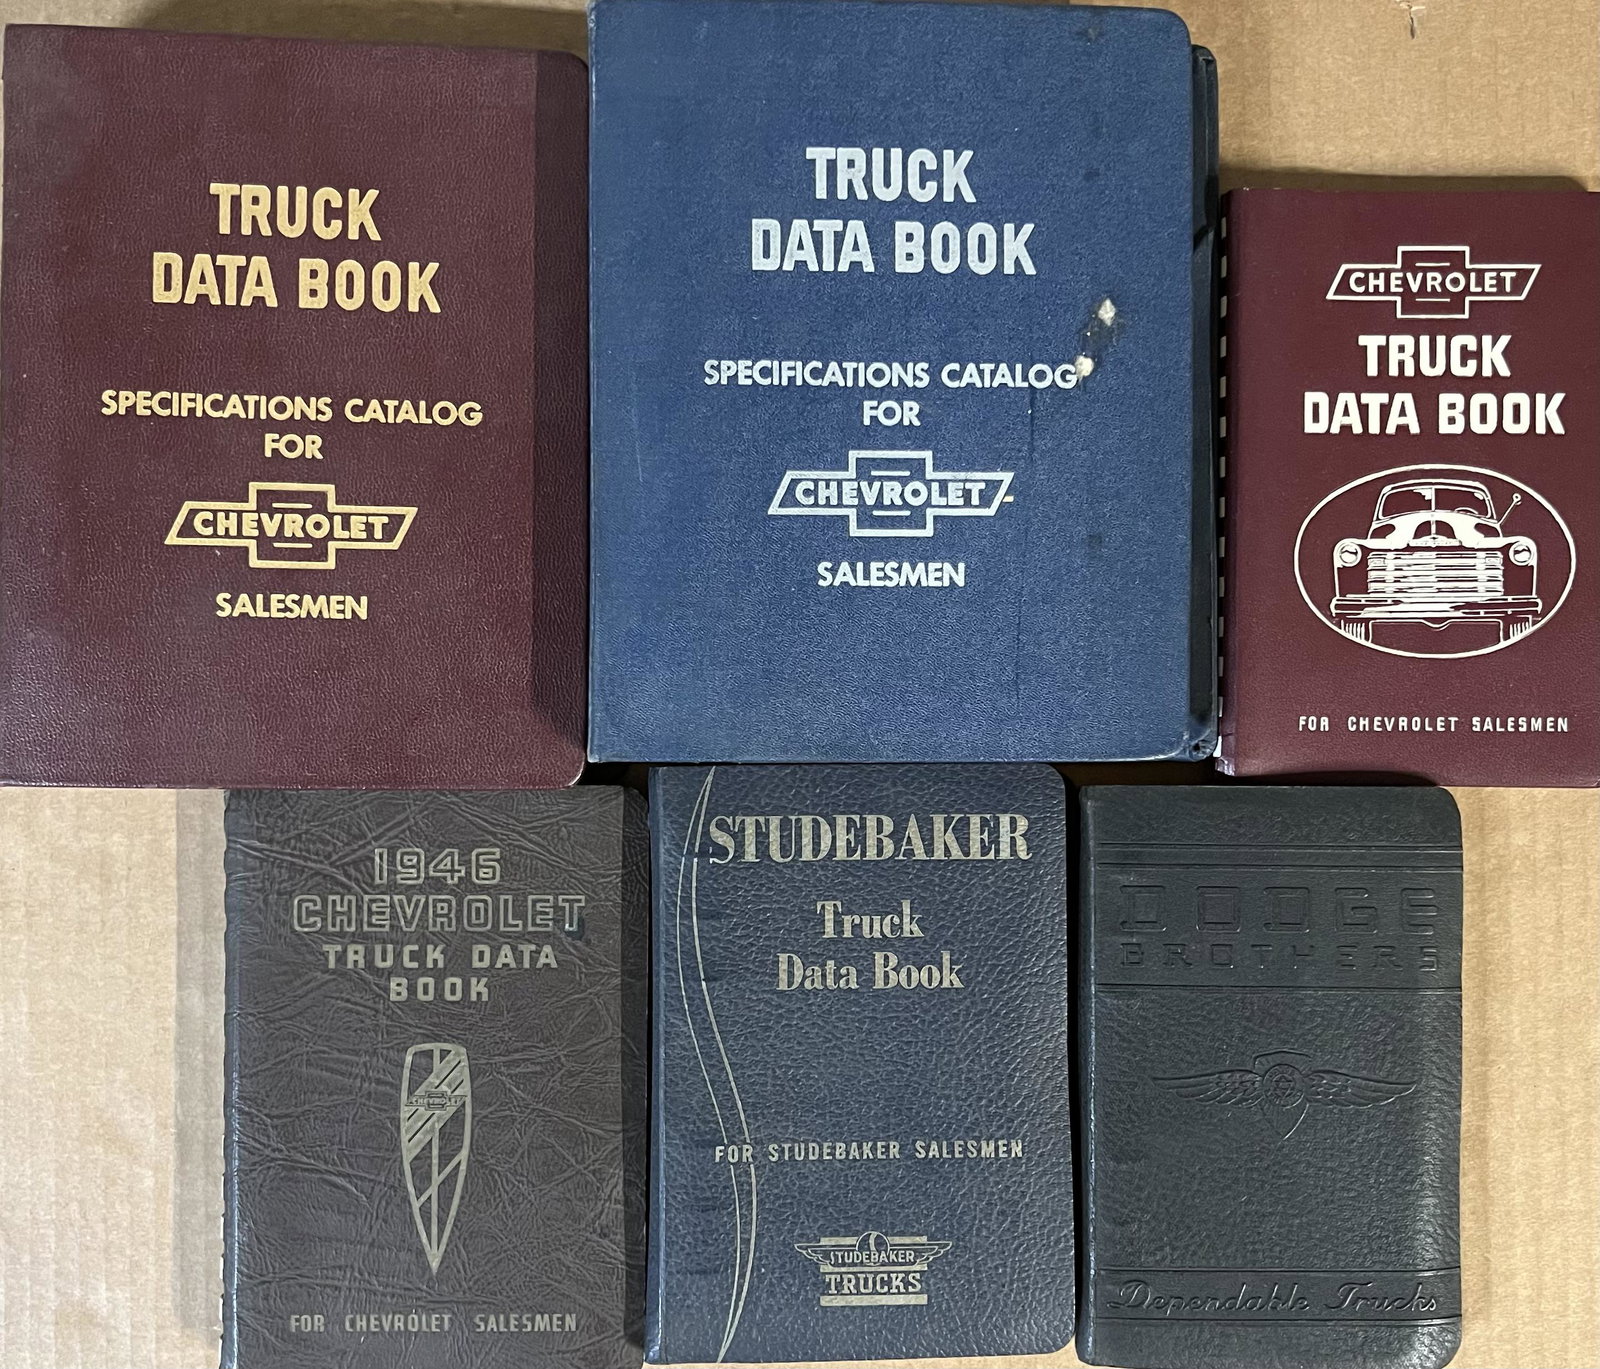 TRUCK
DATA BOOK
SPECIFICATIONS CATALOG
FOR
CHEVROLET
SALESMEN
TRUCK
DATA BOOK
SPECIFICATIONS CATALOG
FOR
CHEVROLET
SALESMEN
CHEVROLET
TRUCK
DATA BOOK
FOR CHEVROLET SALESMEN
1946
CHEVROLET
TRUCK DATA
BOOK
CHEVROLET
FOR CHEVROLET SALESMEN
STUDEBAKER
Truck
Data Book
FOR STUDEBAKER SALESMEN
STUDEBAKER
TRUCKS
DODGE
BROTHERS
Dependable Trucks